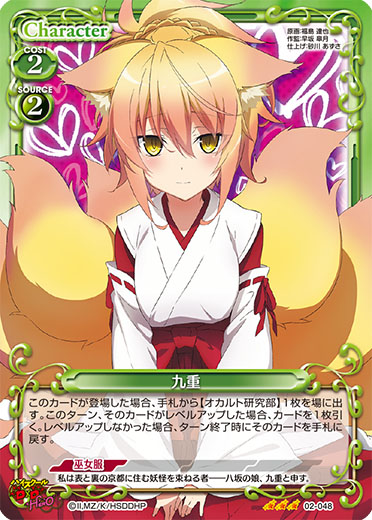 Character
原画:福島 達也
作監:早坂 皐月
仕上げ:砂川 あずさ
COST
2
SOURCE
2
九重
このカードが登場した場合、手札から【オカルト研究部】1枚を場に出
す。このターン、そのカードがレベルアップした場合、カードを1枚引
く。レベルアップしなかった場合、ターン終了時にそのカードを手札に
戻す。
巫女服
私は表と裏の京都に住む妖怪を束ねる者――八坂の娘、九重と申す。
ハイスクール
D×D
©II,MZ/K/HSDDHP
02-048